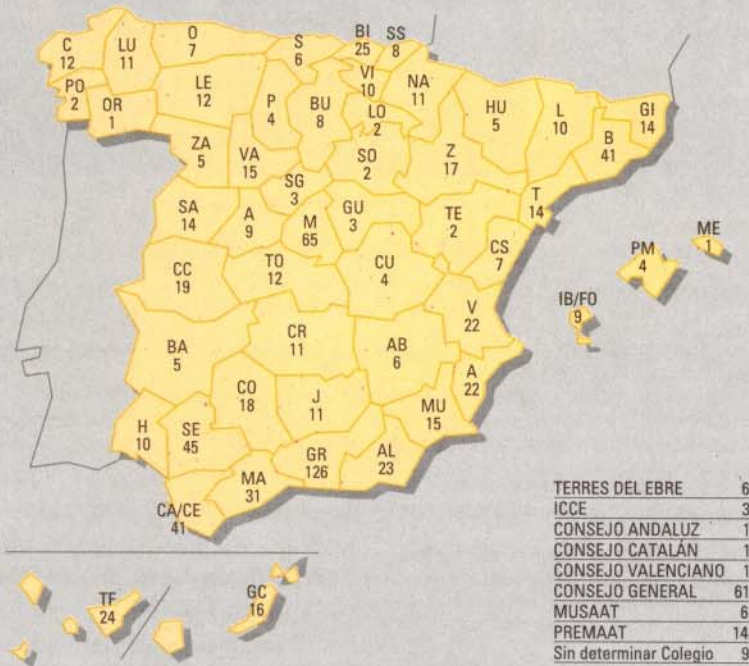 C
12
LU
11
O
7
S
6
BI
25
SS
8
PO
2
OR
1
LE
12
P
4
BU
8
VI
10
LO
2
NA
11
HU
5
L
10
GI
14
B
41
ZA
5
VA
15
SO
2
Z
17
SG
3
T
14
SA
14
A
9
M
65
GU
3
TE
2
CS
7
PM
4
ME
1
CC
19
TO
12
CU
4
IB/FO
9
V
22
BA
5
CR
11
AB
6
A
22
CO
18
J
11
MU
15
H
10
SE
45
GR
126
AL
23
MA
31
CA/CE
41
TF
24
GC
16
TERRES DEL EBRE 6
ICCE 3
CONSEJO ANDALUZ 1
CONSEJO CATALÁN 1
CONSEJO VALENCIANO 1
CONSEJO GENERAL 61
MUSAAT 6
PREMAAT 14
Sin determinar Colegio 9